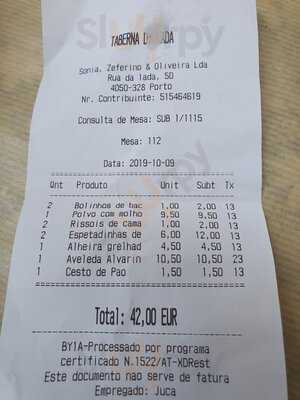 TABERNA D
Sonia, Zeferino & Oliveira Lda
Rua da lada, 50
4050-328 Porto
Nr. Contribuinte: 515464619
Consulta de Mesa: SUB 1/1115
Mesa: 112
Data: 2019-10-09
Qnt Produto Unit Subt Tx
2 Bolinhos de bac 1,00 2,00 13
1 Polvo com molho 9,50 9,50 13
2 Rissois de cama 1,00 2,00 13
2 Espetadinhas de 6,00 12,00 13
1 Alheira grelhad 4,50 4,50 13
1 Aveleda Alvarin 10,50 10,50 23
1 Cesto de Pao 1,50 1,50 13
Total: 42,00 EUR
BY1A-Processado por programa
certificado N.1522/AT-XDRest
Este documento nao serve de fatura
Empregado: Juca